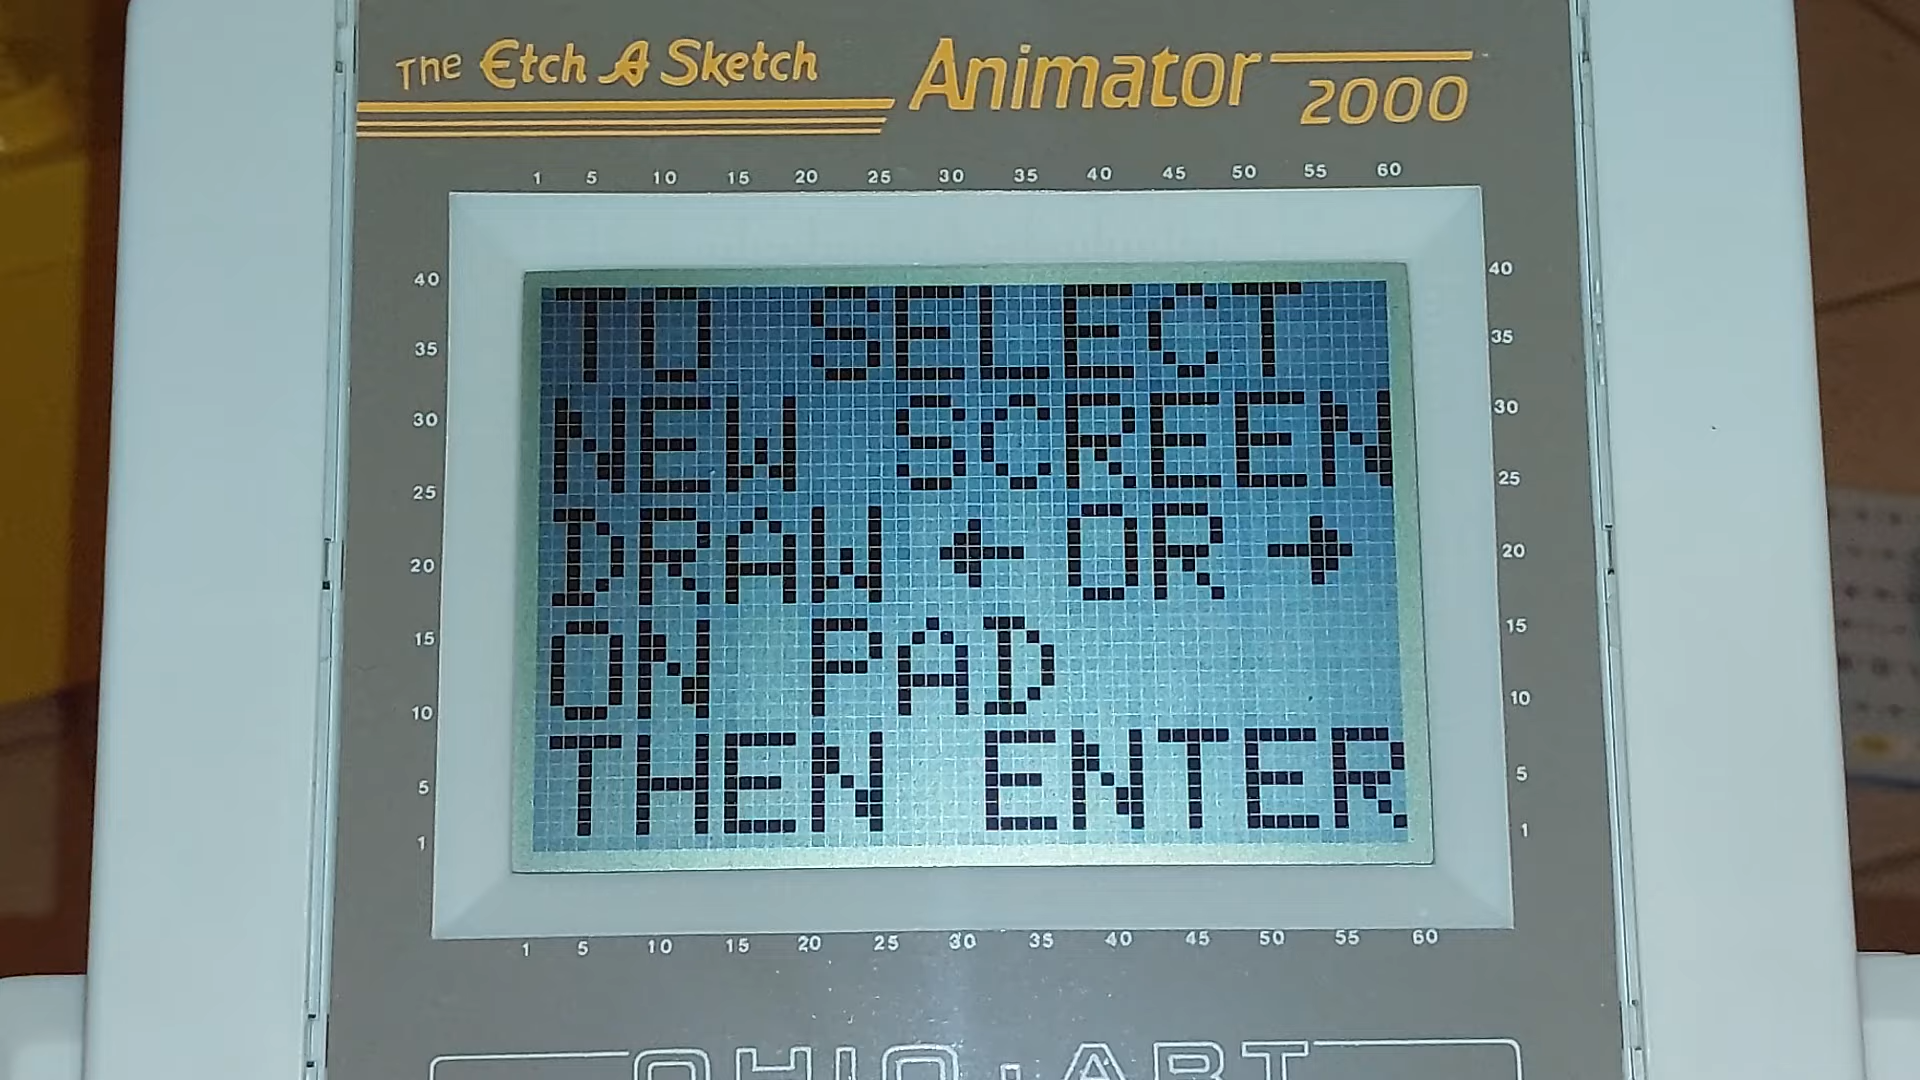 The Etch A Sketch Animator 2000
1 5 10 15 20 25 30 35 40 45 50 55 60
40 40
35 35
30 30
25 25
20 20
15 15
10 10
5 5
1 1
TO SELECT
NEW SCREEN
DRAW ← OR →
ON PAD
THEN ENTER
1 5 10 15 20 25 30 35 40 45 50 55 60
OHIO • ART